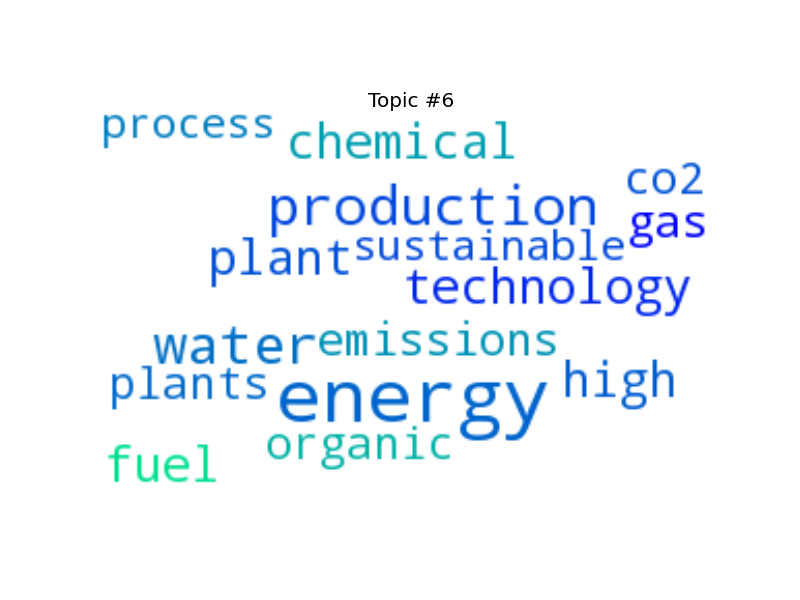 Topic #6
process
chemical
co2
production
gas
plant
sustainable
technology
water
emissions
plants
energy
high
organic
fuel